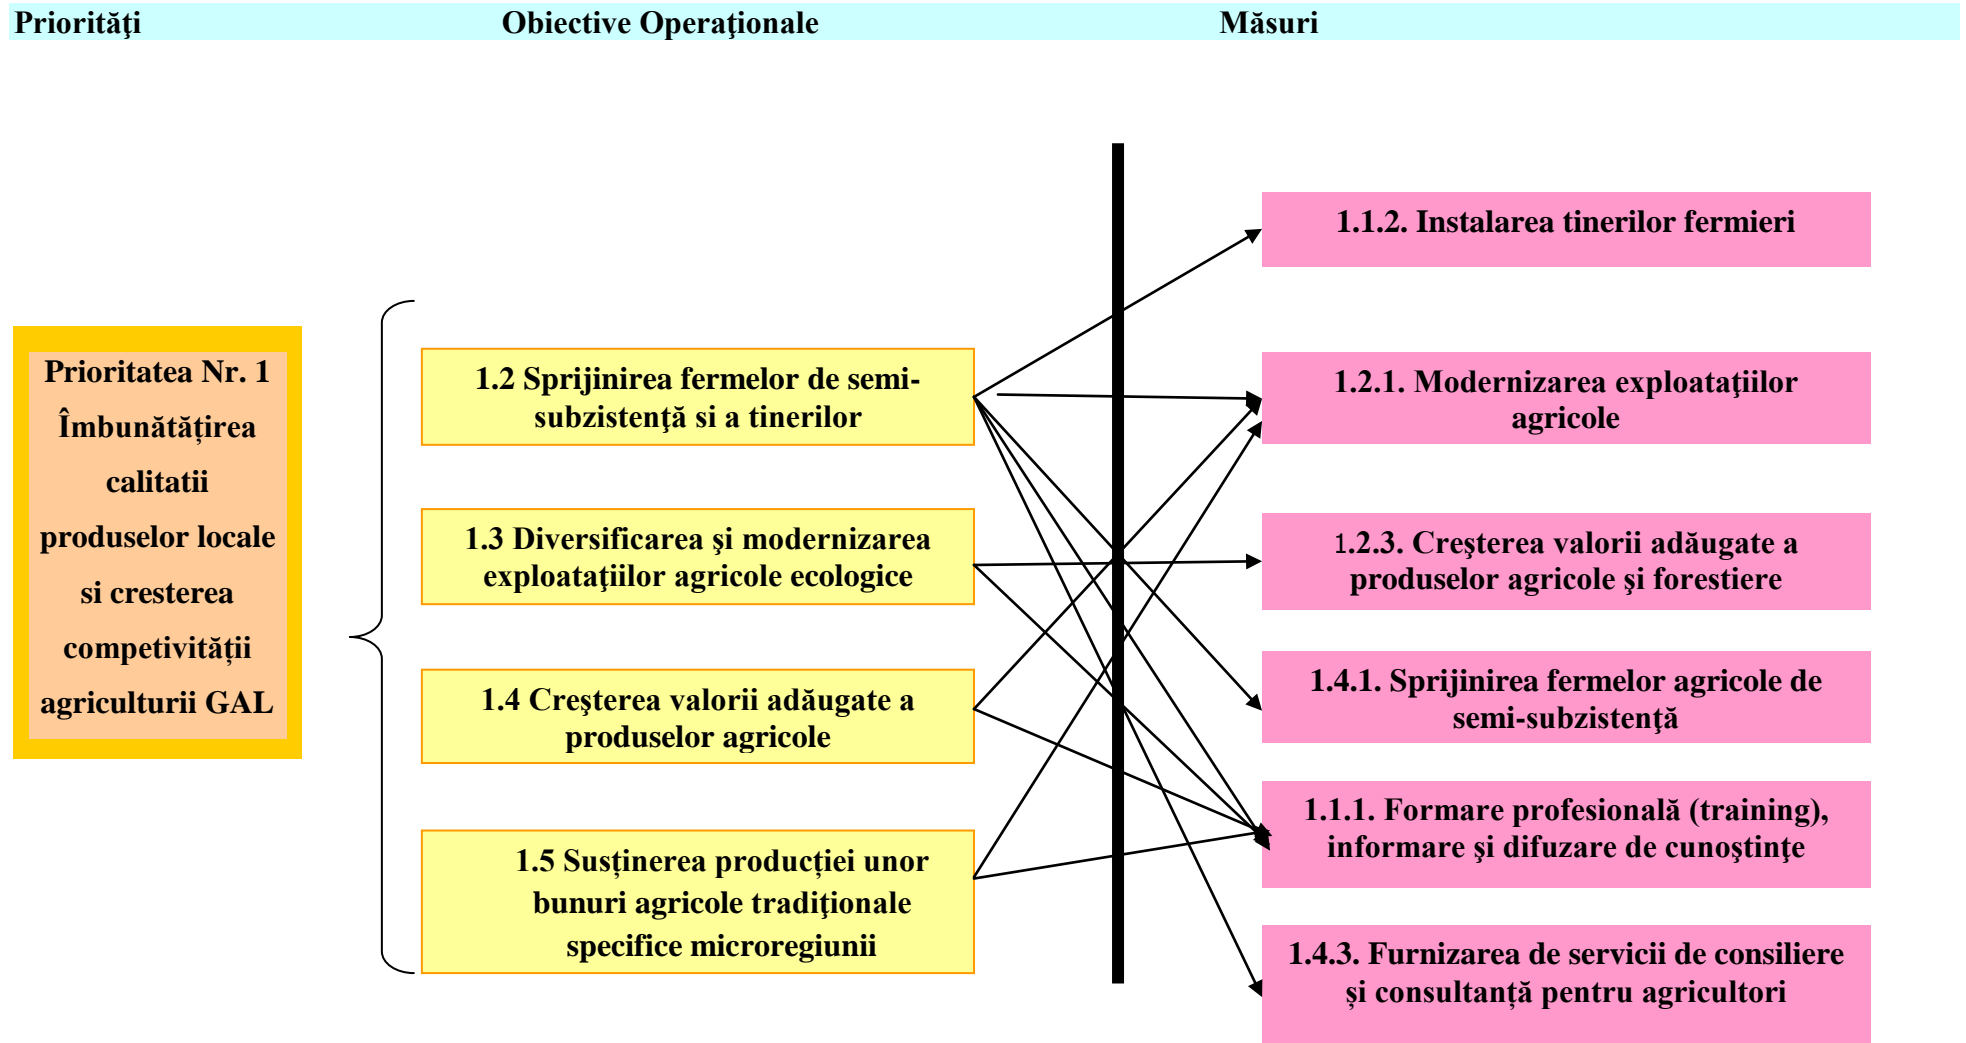 Priorităţi Obiective Operaţionale Măsuri
Prioritatea Nr. 1
Îmbunătățirea
calitatii
produselor locale
si cresterea
competivității
agriculturii GAL
1.2 Sprijinirea fermelor de semi-
subzistenţă si a tinerilor
1.3 Diversificarea şi modernizarea
exploataţiilor agricole ecologice
1.4 Creşterea valorii adăugate a
produselor agricole
1.5 Susținerea producției unor
bunuri agricole tradiţionale
specifice microregiunii
1.1.2. Instalarea tinerilor fermieri
1.2.1. Modernizarea exploataţiilor
agricole
1.2.3. Creşterea valorii adăugate a
produselor agricole şi forestiere
1.4.1. Sprijinirea fermelor agricole de
semi-subzistenţă
1.1.1. Formare profesională (training),
informare şi difuzare de cunoştinţe
1.4.3. Furnizarea de servicii de consiliere
și consultanță pentru agricultori